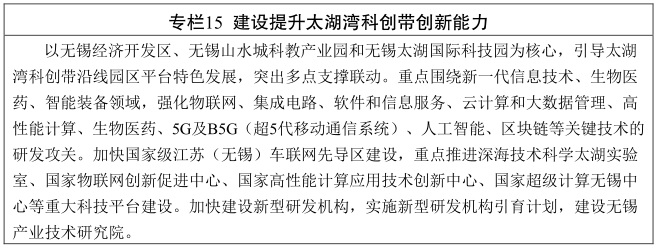 专栏15 建设提升太湖湾科创带创新能力
以无锡经济开发区、无锡山水城科教产业园和无锡太湖国际科技园为核心，引导太湖
湾科创带沿线园区平台特色发展，突出多点支撑联动。重点围绕新一代信息技术、生物医
药、智能装备领域，强化物联网、集成电路、软件和信息服务、云计算和大数据管理、高
性能计算、生物医药、5G及B5G（超5代移动通信系统）、人工智能、区块链等关键技术的
研发攻关。加快国家级江苏（无锡）车联网先导区建设，重点推进深海技术科学太湖实验
室、国家物联网创新促进中心、国家高性能计算应用技术创新中心、国家超级计算无锡中
心等重大科技平台建设。加快建设新型研发机构，实施新型研发机构引育计划，建设无锡
产业技术研究院。